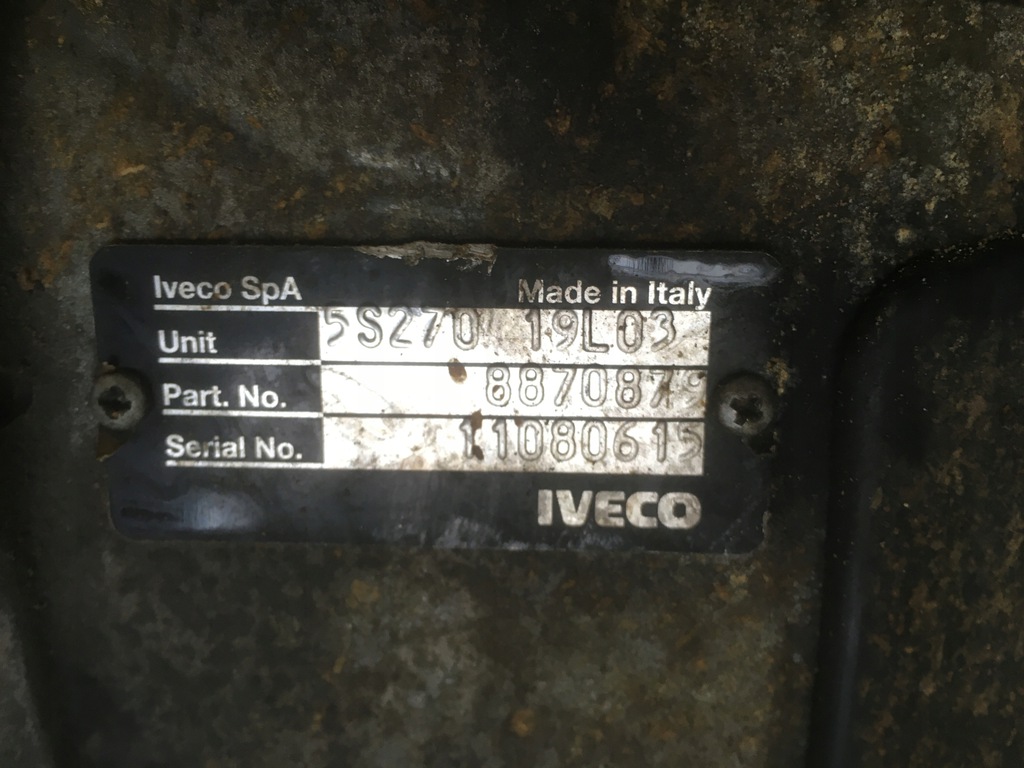 Iveco SpA Made in Italy
Unit 5S270 19L03
Part. No. 8870879
Serial No. 11080615
IVECO